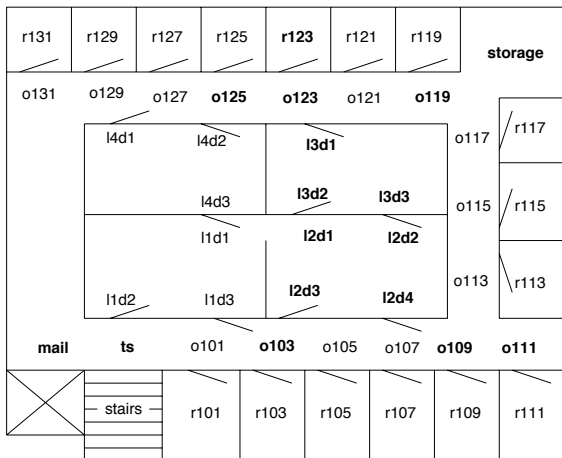 r131 r129 r127 r125 r123 r121 r119
storage
o131 o129 o127 o125 o123 o121 o119
l4d1 l4d2 l3d1 o117 r117
l4d3 l3d2 l3d3 o115 r115
l1d1 l2d1 l2d2
o113 r113
l1d2 l1d3 l2d3 l2d4
mail ts o101 o103 o105 o107 o109 o111
stairs r101 r103 r105 r107 r109 r111